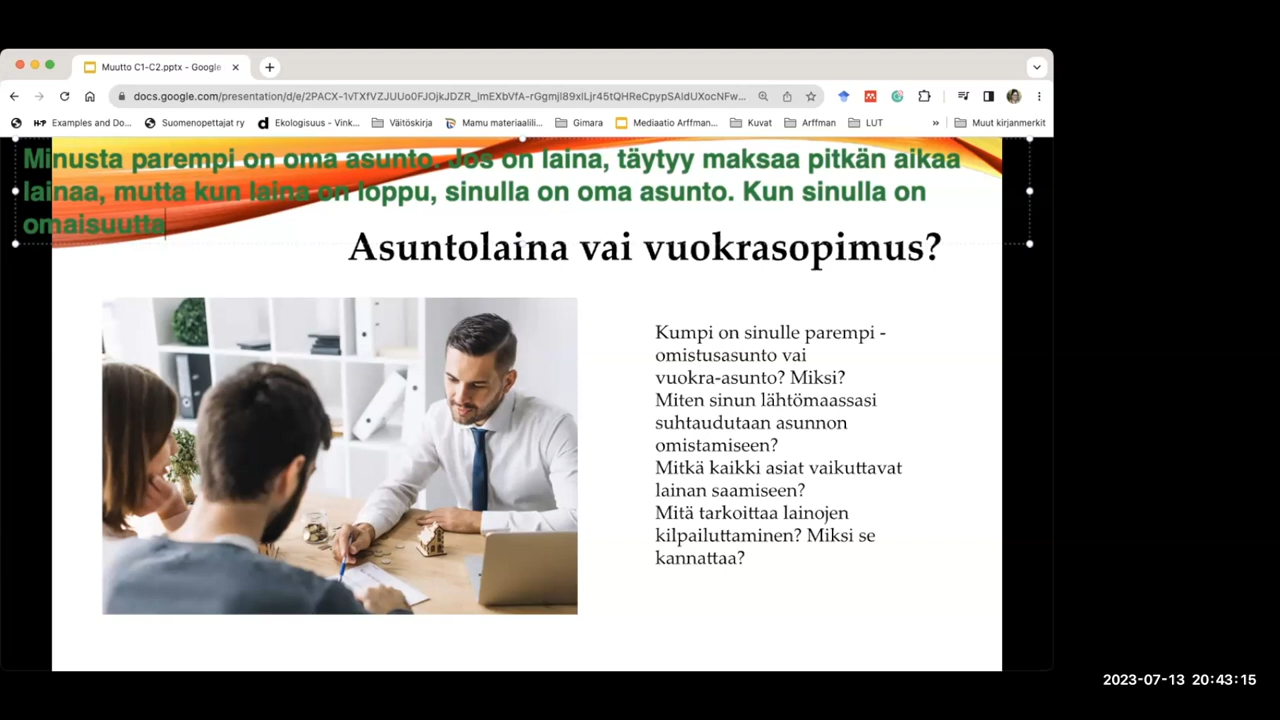 Muutto C1-C2.pptx - Google
docs.google.com/presentation/d/e/2PACX-1vTXfVZJUUo0FJOjkJDZR_lmEXbVfA-rGgmjl89xlLjr45tQHReCpypSAldUXocNFw...
Examples and Do...
Suomenopettajat ry
Ekologisuus - Vink...
Väitöskirja
Mamu materiaalili...
Gimara
Mediaatio Arffman...
Kuvat
Arffman
LUT
»
Muut kirjanmerkit
Minusta parempi on oma asunto. Jos on laina, täytyy maksaa pitkän aikaa
lainaa, mutta kun laina on loppu, sinulla on oma asunto. Kun sinulla on
omaisuutta
Asuntolaina vai vuokrasopimus?
Kumpi on sinulle parempi -
omistusasunto vai
vuokra-asunto? Miksi?
Miten sinun lähtömaassasi
suhtaudutaan asunnon
omistamiseen?
Mitkä kaikki asiat vaikuttavat
lainan saamiseen?
Mitä tarkoittaa lainojen
kilpailuttaminen? Miksi se
kannattaa?
2023-07-13 20:43:15